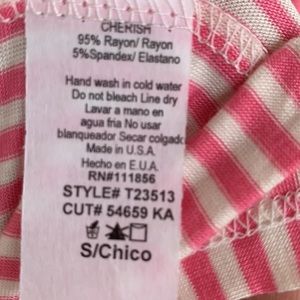 CHERISH
95% Rayon/ Rayon
5%Spandex/ Elastano
Hand wash in cold water
Do not bleach Line dry
Lavar a mano en
agua fria No usar
blanqueador Secar colgado
Made in U.S.A.
Hecho en E.U.A.
RN#111856
STYLE# T23513
CUT# 54659 KA
S/Chico